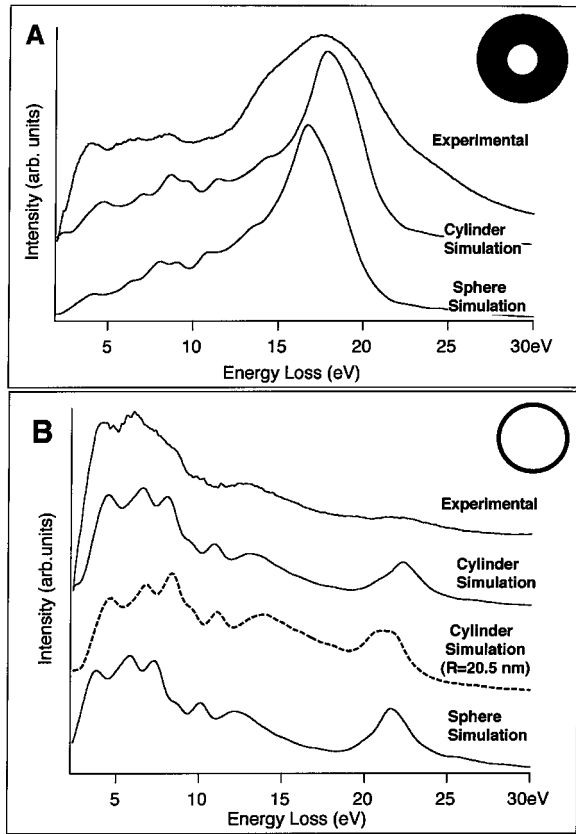 A
Intensity (arb. units)
Experimental
Cylinder
Simulation
Sphere
Simulation
5 10 15 20 25 30eV
Energy Loss (eV)
B
Intensity (arb.units)
Experimental
Cylinder
Simulation
Cylinder
Simulation
(R=20.5 nm)
Sphere
Simulation
5 10 15 20 25 30eV
Energy Loss (eV)